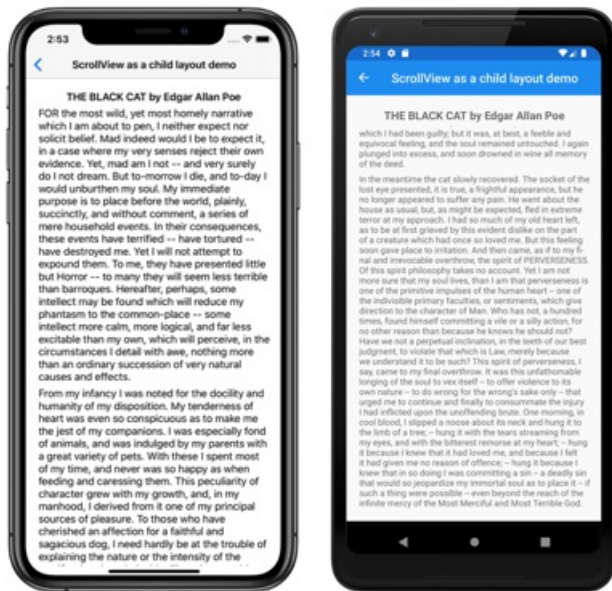 2:53
ScrollView as a child layout demo
THE BLACK CAT by Edgar Allan Poe
FOR the most wild, yet most homely narrative
which I am about to pen, I neither expect nor
solicit belief. Mad indeed would I be to expect it,
in a case where my very senses reject their own
evidence. Yet, mad am I not -- and very surely
do I not dream. But to-morrow I die, and to-day I
would unburthen my soul. My immediate
purpose is to place before the world, plainly,
succinctly, and without comment, a series of
mere household events. In their consequences,
these events have terrified -- have tortured --
have destroyed me. Yet I will not attempt to
expound them. To me, they have presented little
but Horror -- to many they will seem less terrible
than barroques. Hereafter, perhaps, some
intellect may be found which will reduce my
phantasm to the common-place -- some
intellect more calm, more logical, and far less
excitable than my own, which will perceive, in the
circumstances I detail with awe, nothing more
than an ordinary succession of very natural
causes and effects.
From my infancy I was noted for the docility and
humanity of my disposition. My tenderness of
heart was even so conspicuous as to make me
the jest of my companions. I was especially fond
of animals, and was indulged by my parents with
a great variety of pets. With these I spent most
of my time, and never was so happy as when
feeding and caressing them. This peculiarity of
character grew with my growth, and, in my
manhood, I derived from it one of my principal
sources of pleasure. To those who have
cherished an affection for a faithful and
sagacious dog, I need hardly be at the trouble of
explaining the nature or the intensity of the
2:54
ScrollView as a child layout demo
THE BLACK CAT by Edgar Allan Poe
which I had been guilty; but it was, at best, a feeble and
equivocal feeling, and the soul remained untouched. I again
plunged into excess, and soon drowned in wine all memory
of the deed.
In the meantime the cat slowly recovered. The socket of the
lost eye presented, it is true, a frightful appearance, but he
no longer appeared to suffer any pain. He went about the
house as usual, but, as might be expected, fled in extreme
terror at my approach. I had so much of my old heart left,
as to be at first grieved by this evident dislike on the part
of a creature which had once so loved me. But this feeling
soon gave place to irritation. And then came, as if to my fi-
nal and irrevocable overthrow, the spirit of PERVERSENESS.
Of this spirit philosophy takes no account. Yet I am not
more sure that my soul lives, than I am that perverseness is
one of the primitive impulses of the human heart -- one of
the indivisible primary faculties, or sentiments, which give
direction to the character of Man. Who has not, a hundred
times, found himself committing a vile or a silly action, for
no other reason than because he knows he should not?
Have we not a perpetual inclination, in the teeth of our best
judgment, to violate that which is Law, merely because
we understand it to be such? This spirit of perverseness, I
say, came to my final overthrow. It was this unfathomable
longing of the soul to vex itself -- to offer violence to its
own nature -- to do wrong for the wrong's sake only -- that
urged me to continue and finally to consummate the injury
I had inflicted upon the unoffending brute. One morning, in
cool blood, I slipped a noose about its neck and hung it to
the limb of a tree; -- hung it with the tears streaming from
my eyes, and with the bitterest remorse at my heart; -- hung
it because I knew that it had loved me, and because I felt
it had given me no reason of offence; -- hung it because I
knew that in so doing I was committing a sin -- a deadly sin
that would so jeopardize my immortal soul as to place it -- if
such a thing were possible -- even beyond the reach of the
infinite mercy of the Most Merciful and Most Terrible God.